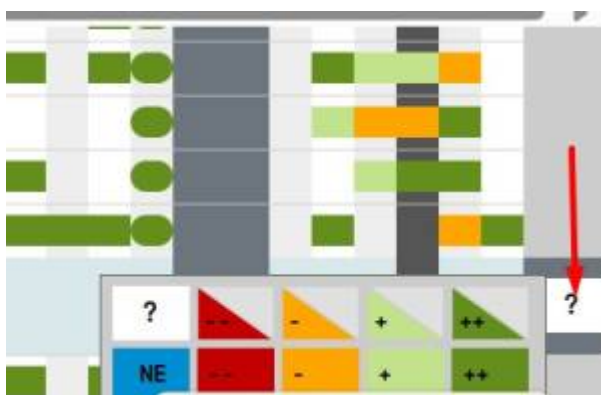 ?
? -- - + ++
NE -- - + ++